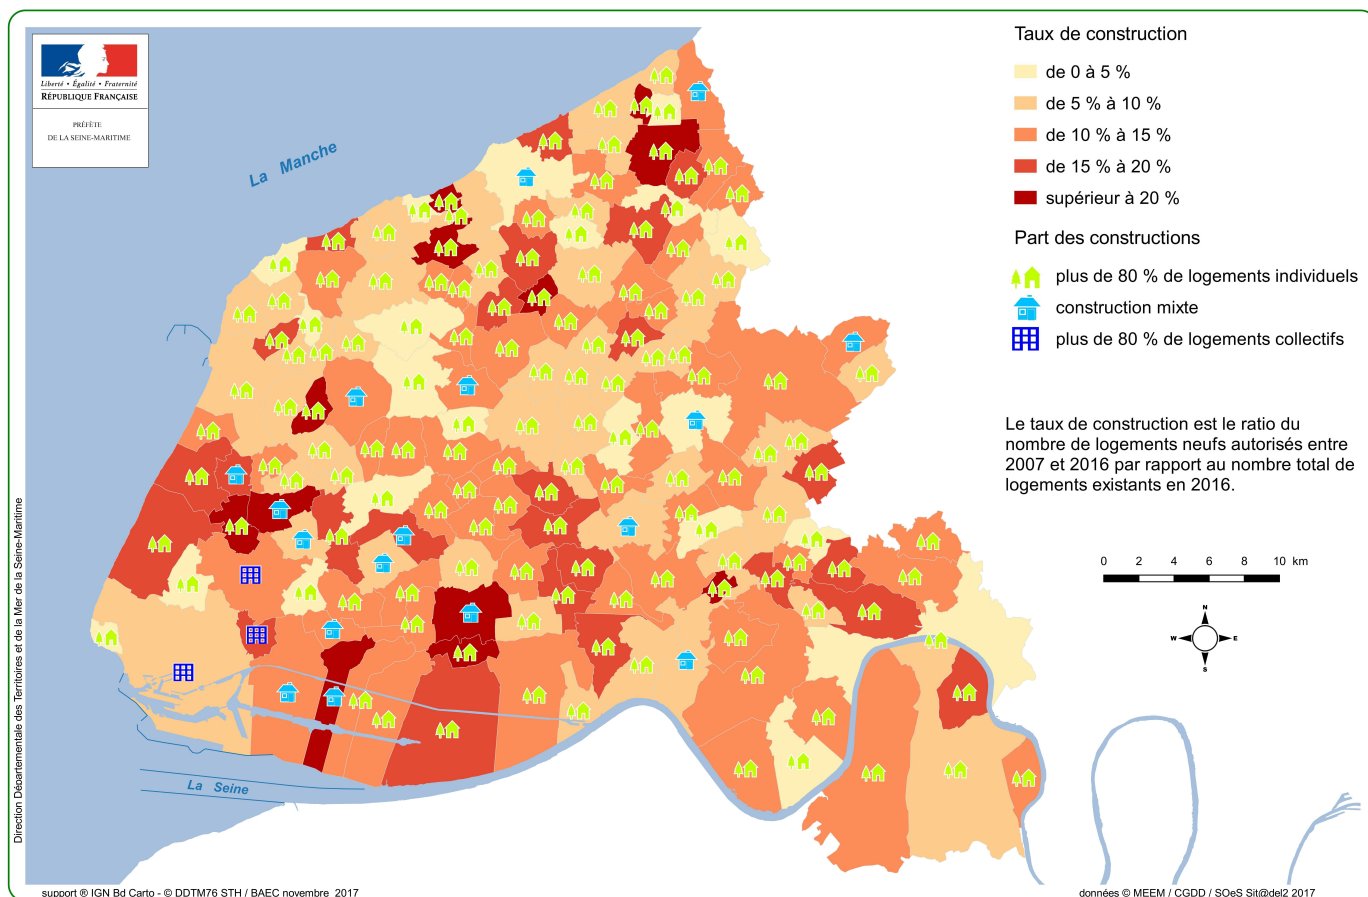 Liberté • Égalité • Fraternité
RÉPUBLIQUE FRANÇAISE
PRÉFÈTE
DE LA SEINE-MARITIME
La Manche
La Seine
Direction Départementale des Territoires et de la Mer de la Seine-Maritime
Taux de construction
de 0 à 5 %
de 5 % à 10 %
de 10 % à 15 %
de 15 % à 20 %
supérieur à 20 %
Part des constructions
plus de 80 % de logements individuels
construction mixte
plus de 80 % de logements collectifs
Le taux de construction est le ratio du
nombre de logements neufs autorisés entre
2007 et 2016 par rapport au nombre total de
logements existants en 2016.
0 2 4 6 8 10 km
N
W E
S
support ® IGN Bd Carto - © DDTM76 STH / BAEC novembre 2017
données © MEEM / CGDD / SOeS Sit@del2 2017